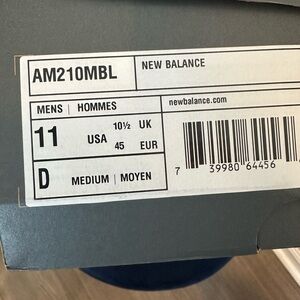 AM210MBL
NEW BALANCE
MENS | HOMMES
newbalance.com
11 USA
10½ UK
45 EUR
D MEDIUM | MOYEN
7 39980 64456